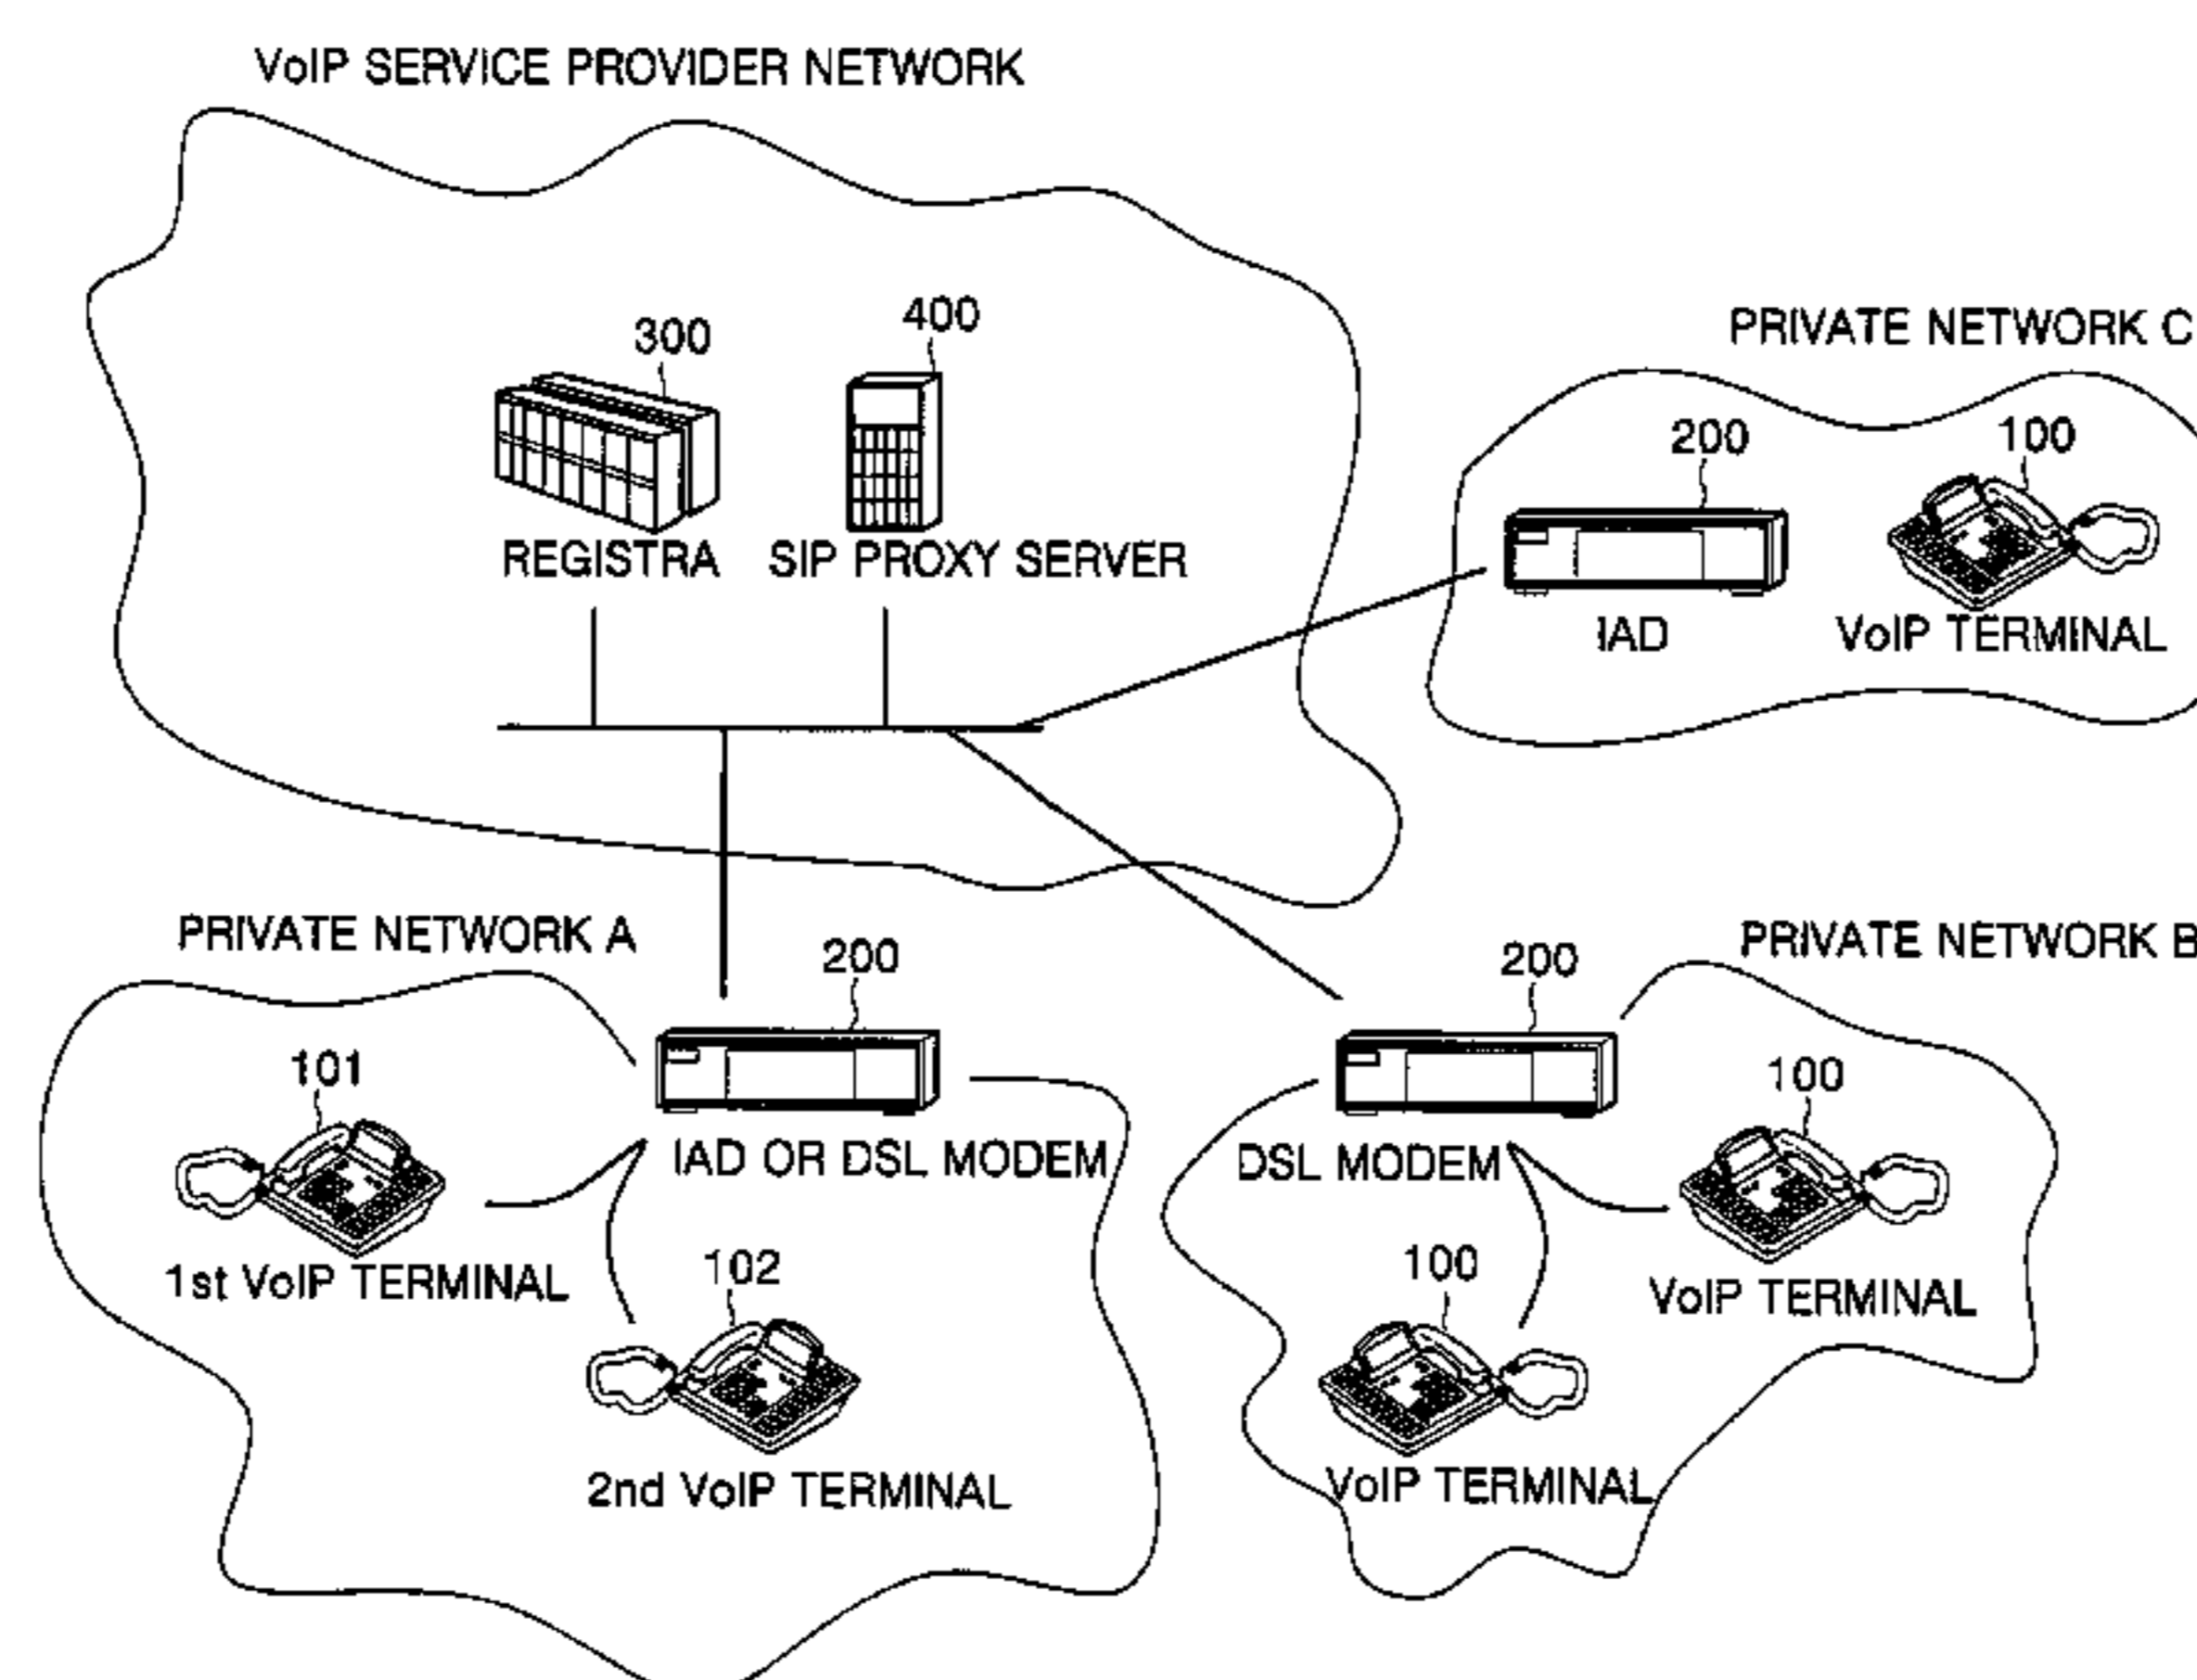 VoIP SERVICE PROVIDER NETWORK
300
400
REGISTRA
SIP PROXY SERVER
PRIVATE NETWORK C
200
100
IAD
VoIP TERMINAL
PRIVATE NETWORK A
200
101
IAD OR DSL MODEM
1st VoIP TERMINAL
102
2nd VoIP TERMINAL
PRIVATE NETWORK B
200
100
DSL MODEM
100
VoIP TERMINAL
VoIP TERMINAL